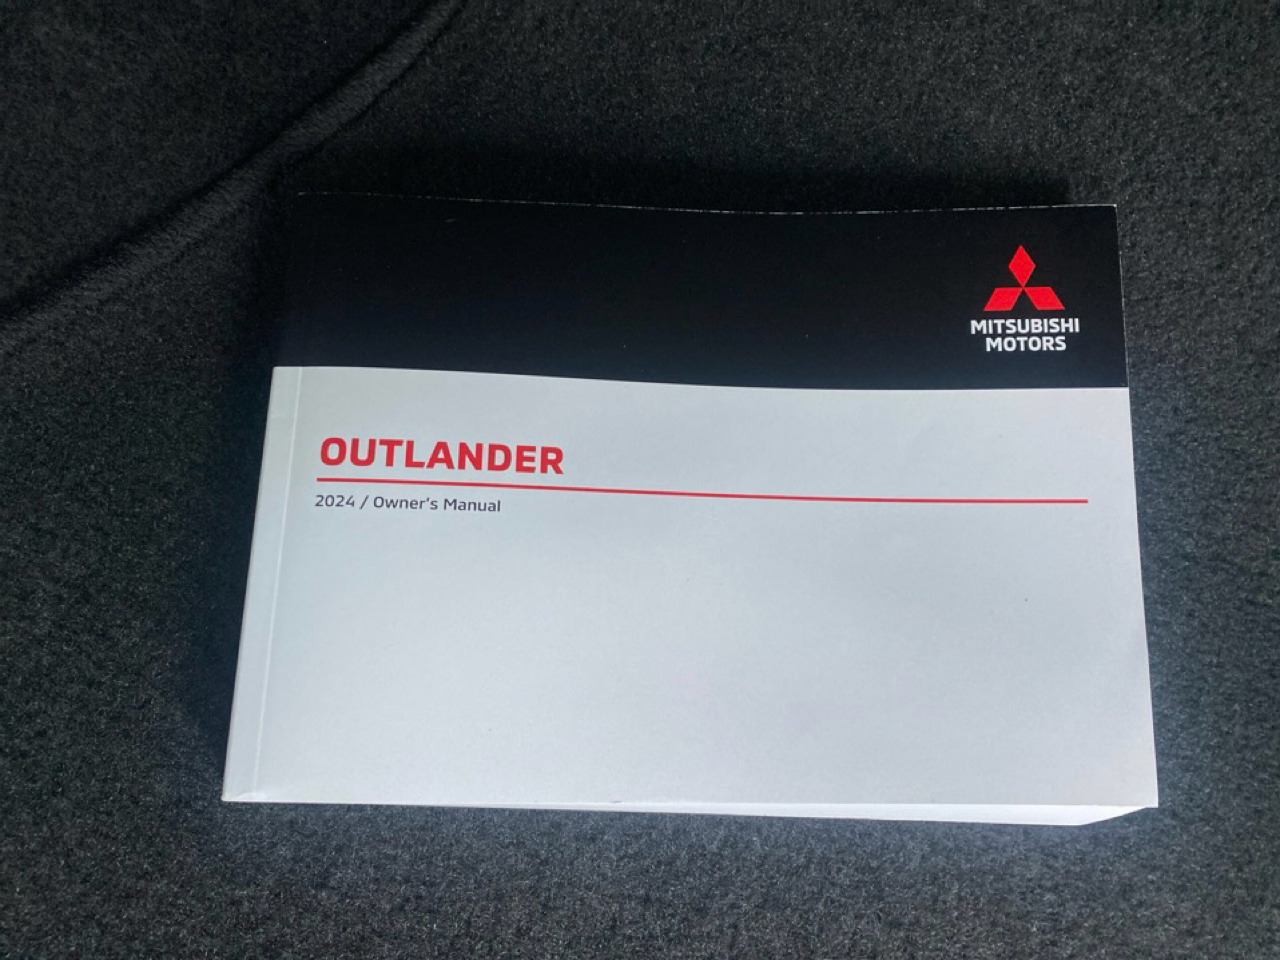 MITSUBISHI
MOTORS
OUTLANDER
2024 / Owner's Manual